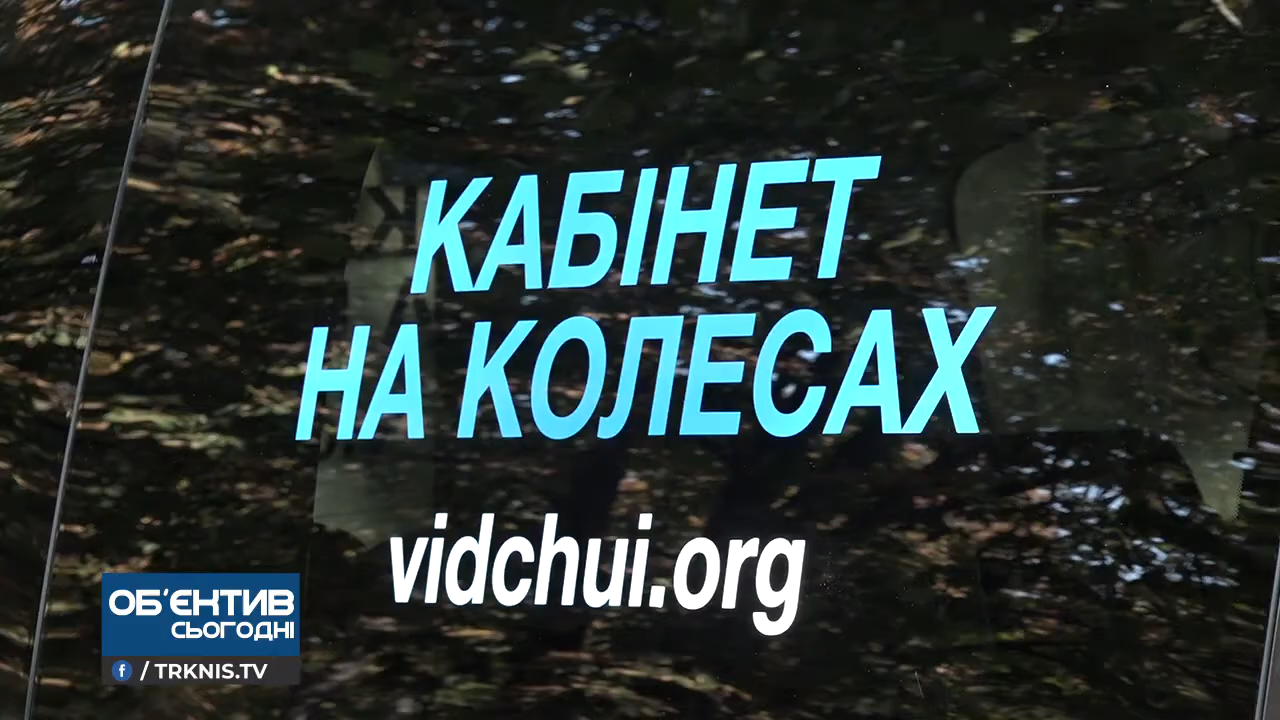 КАБІНЕТ
НА КОЛЕСАХ
vidchui.org
ОБ'ЄКТИВ
СЬОГОДНІ
f / TRKNIS.TV